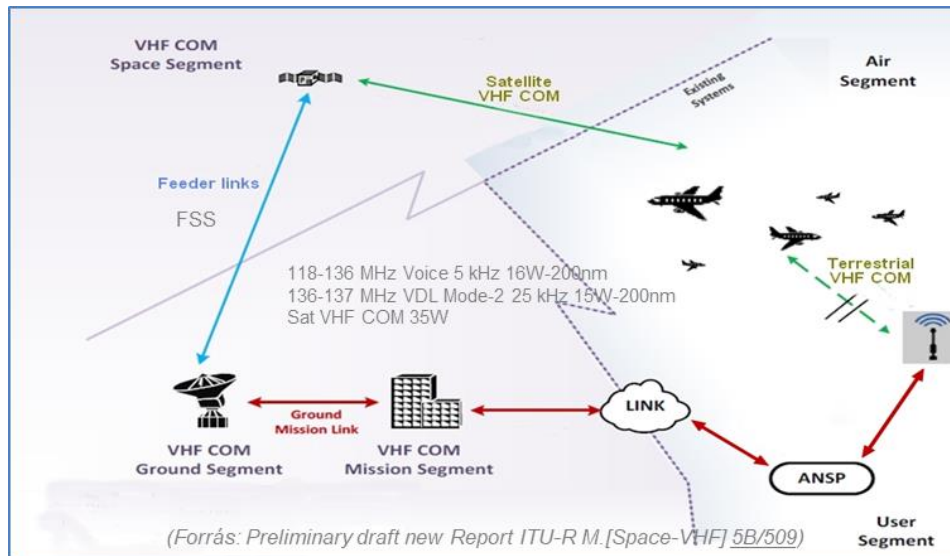 VHF COM
Space Segment
Air
Segment
Satellite
VHF COM
Existing
Systems
Feeder links
FSS
118-136 MHz Voice 5 kHz 16W-200nm
136-137 MHz VDL Mode-2 25 kHz 15W-200nm
Sat VHF COM 35W
Terrestrial
VHF COM
Ground
Mission Link
LINK
VHF COM
Ground Segment
VHF COM
Mission Segment
ANSP
User
Segment
(Forrás: Preliminary draft new Report ITU-R M.[Space-VHF] 5B/509)